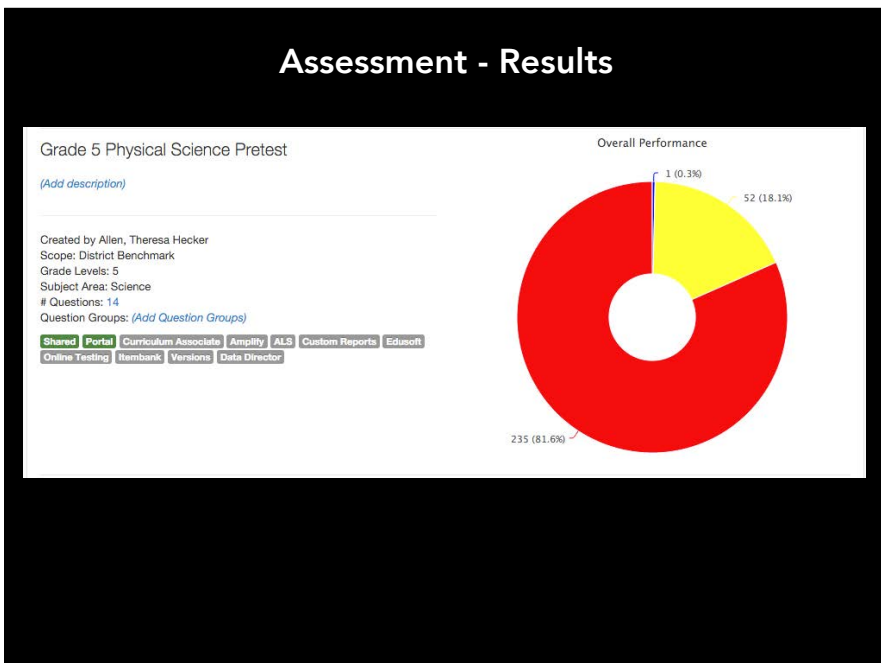 Assessment - Results
Grade 5 Physical Science Pretest
(Add description)
Created by Allen, Theresa Hecker
Scope: District Benchmark
Grade Levels: 5
Subject Area: Science
# Questions: 14
Question Groups: (Add Question Groups)
Shared Portal Curriculum Associate Amplify ALS Custom Reports Edusoft
Online Testing Itembank Versions Data Director
Overall Performance
1 (0.3%)
52 (18.1%)
235 (81.6%)